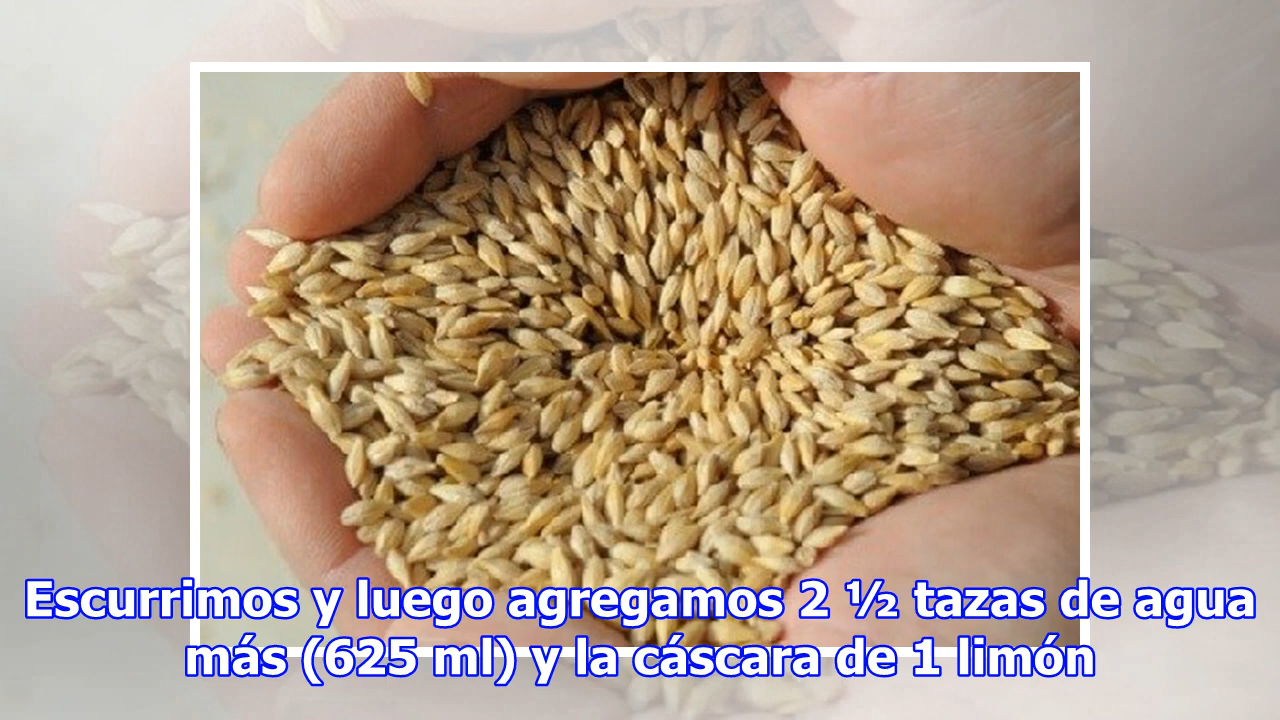 Escurrimos y luego agregamos 2 ½ tazas de agua
más (625 ml) y la cáscara de 1 limón